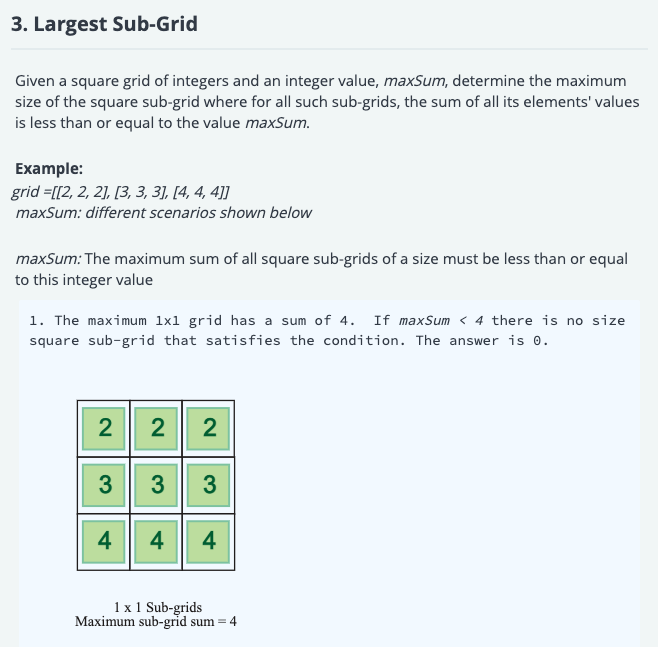 3. Largest Sub-Grid
Given a square grid of integers and an integer value, maxSum, determine the maximum
size of the square sub-grid where for all such sub-grids, the sum of all its elements' values
is less than or equal to the value maxSum.
Example:
grid =[[2, 2, 2], [3, 3, 3], [4, 4, 4]]
maxSum: different scenarios shown below
maxSum: The maximum sum of all square sub-grids of a size must be less than or equal
to this integer value
1. The maximum 1x1 grid has a sum of 4.  If maxSum < 4 there is no size
square sub-grid that satisfies the condition. The answer is 0.
2 2 2
3 3 3
4 4 4
1 x 1 Sub-grids
Maximum sub-grid sum = 4